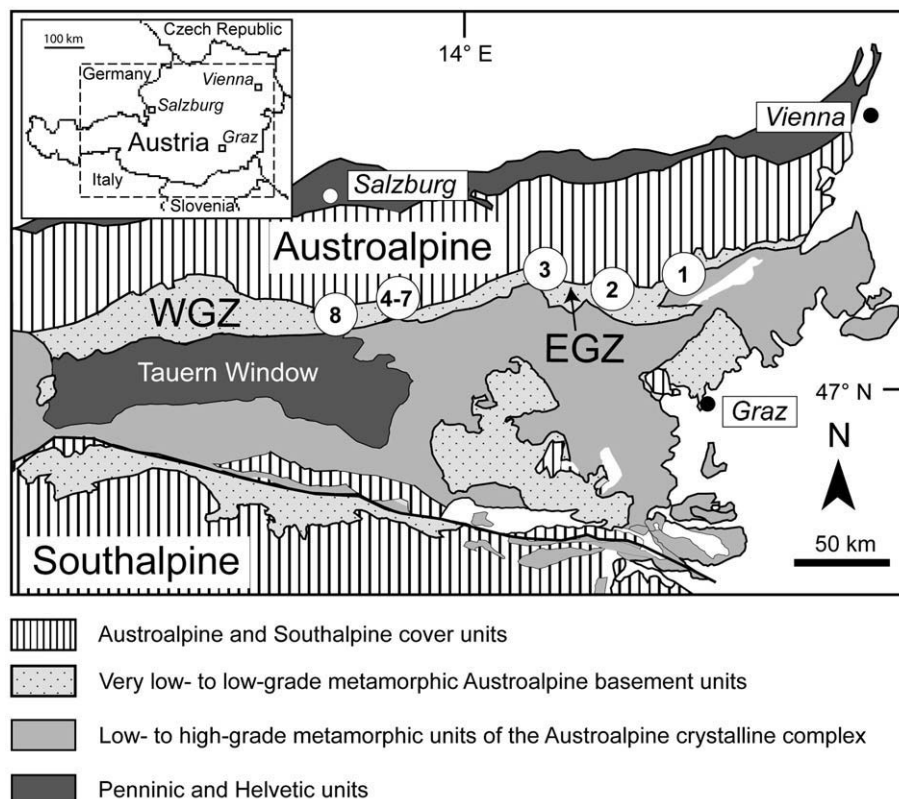 100 km
Czech Republic
Germany
Vienna
Salzburg
Austria
Graz
Italy
Slovenia
14° E
Vienna
Salzburg
Austroalpine
3
1
2
4-7
8
WGZ
EGZ
Tauern Window
47° N
Graz
N
Southalpine
50 km
Austroalpine and Southalpine cover units
Very low- to low-grade metamorphic Austroalpine basement units
Low- to high-grade metamorphic units of the Austroalpine crystalline complex
Penninic and Helvetic units